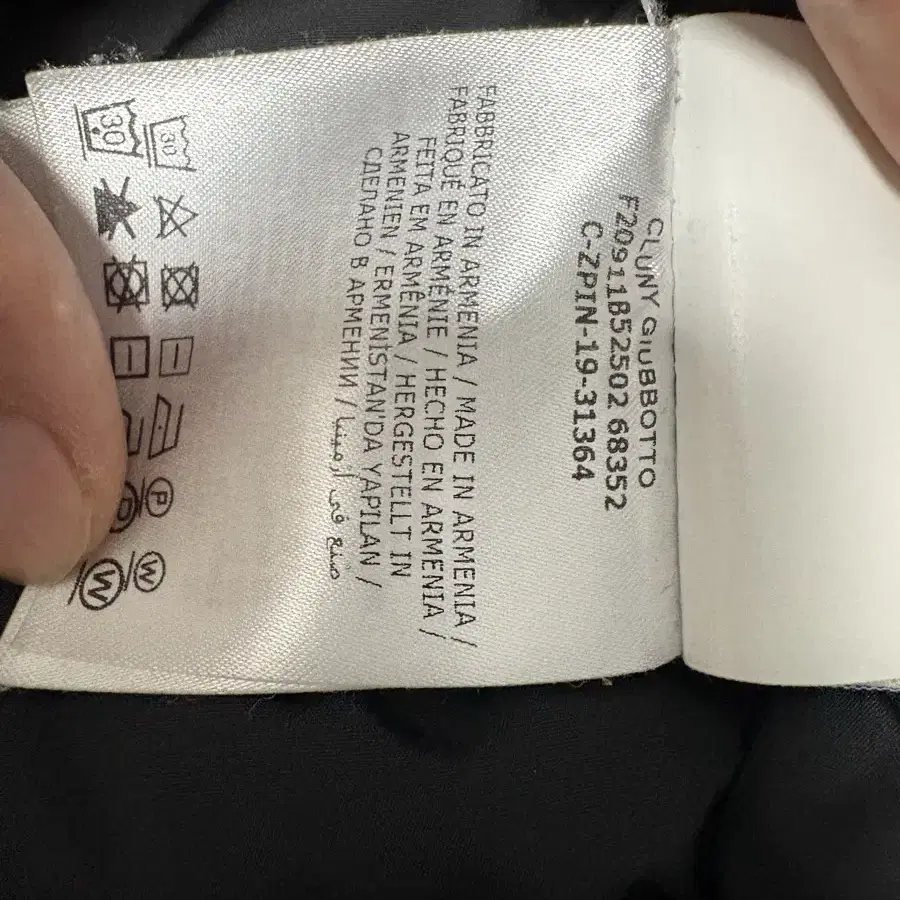 CLUNY GIUBBOTTO
F20911B52502 68352
C-ZPIN-19-31364
FABBRICATO IN ARMENIA / MADE IN ARMENIA /
FABRIQUÉ EN ARMÉNIE / HECHO EN ARMENIA /
FEITA EM ARMÊNIA / HERGESTELLT IN
ARMENIEN / ERMENİSTAN'DA YAPILAN /
СДЕЛАНО В АРМЕНИИ / صنع في أرمينيا
30
P
W
30
W